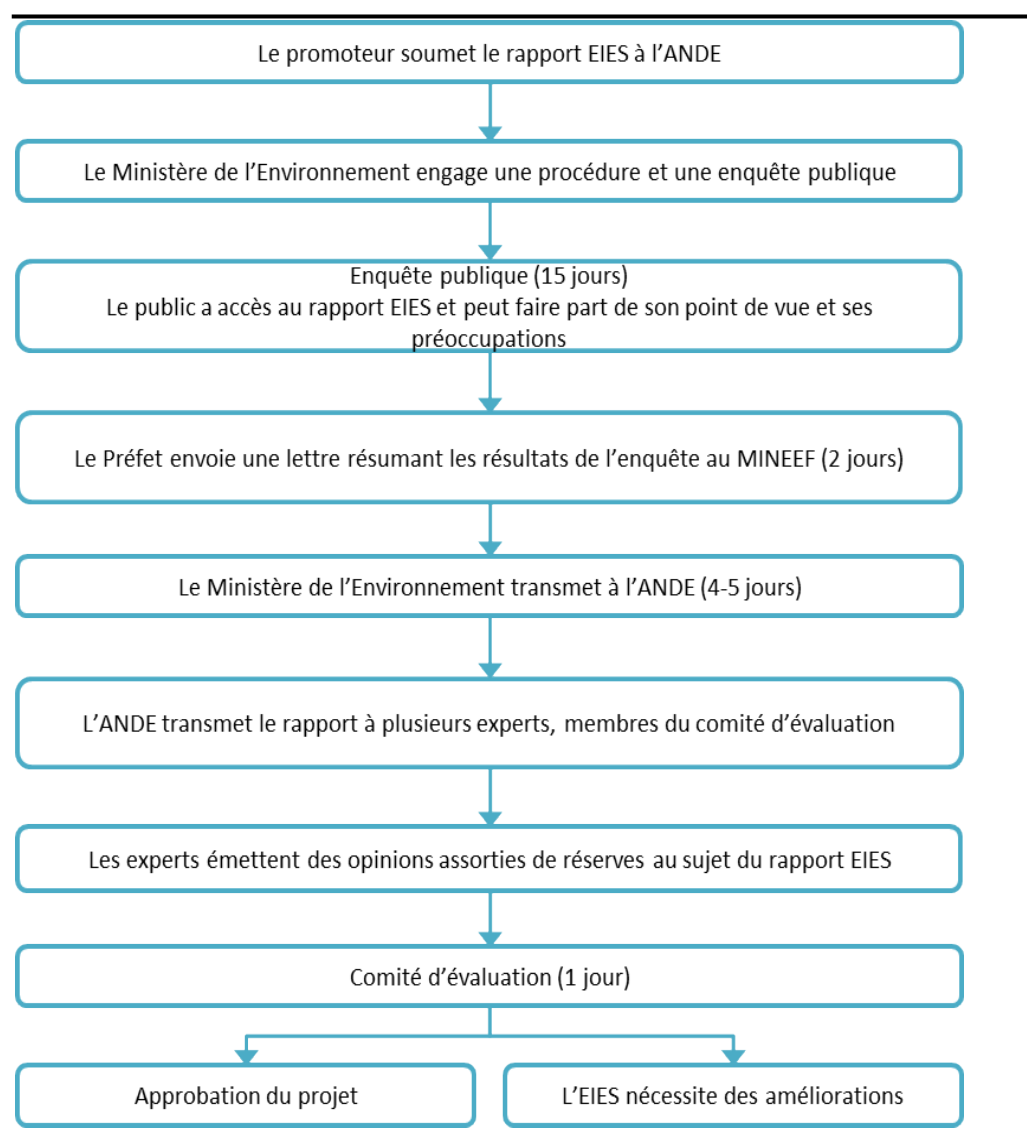 Le promoteur soumet le rapport EIES à l’ANDE
Le Ministère de l’Environnement engage une procédure et une enquête publique
Enquête publique (15 jours)
Le public a accès au rapport EIES et peut faire part de son point de vue et ses
préoccupations
Le Préfet envoie une lettre résumant les résultats de l’enquête au MINEEF (2 jours)
Le Ministère de l’Environnement transmet à l’ANDE (4-5 jours)
L’ANDE transmet le rapport à plusieurs experts, membres du comité d’évaluation
Les experts émettent des opinions assorties de réserves au sujet du rapport EIES
Comité d’évaluation (1 jour)
Approbation du projet
L’EIES nécessite des améliorations